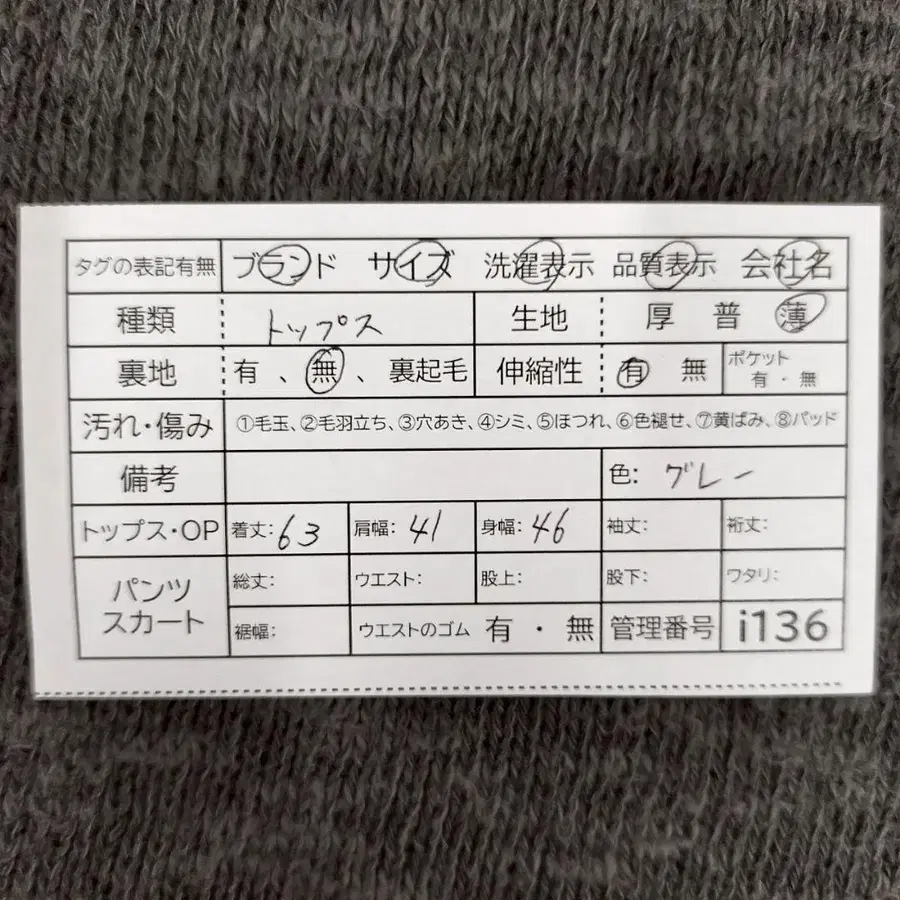 タグの表記有無 ブランド サイズ 洗濯表示 品質表示 会社名
種類 トップス 生地 厚 普 薄
裏地 有、無、裏起毛 伸縮性 有 無 ポケット 有・無
汚れ・傷み ①毛玉、②毛羽立ち、③穴あき、④シミ、⑤ほつれ、⑥色褪せ、⑦黄ばみ、⑧パッド
備考 色: グレー
トップス・OP 着丈:63 肩幅:41 身幅:46 袖丈: 裄丈:
パンツ スカート 総丈: ウエスト: 股上: 股下: ワタリ:
裾幅: ウエストのゴム 有・無 管理番号 i136